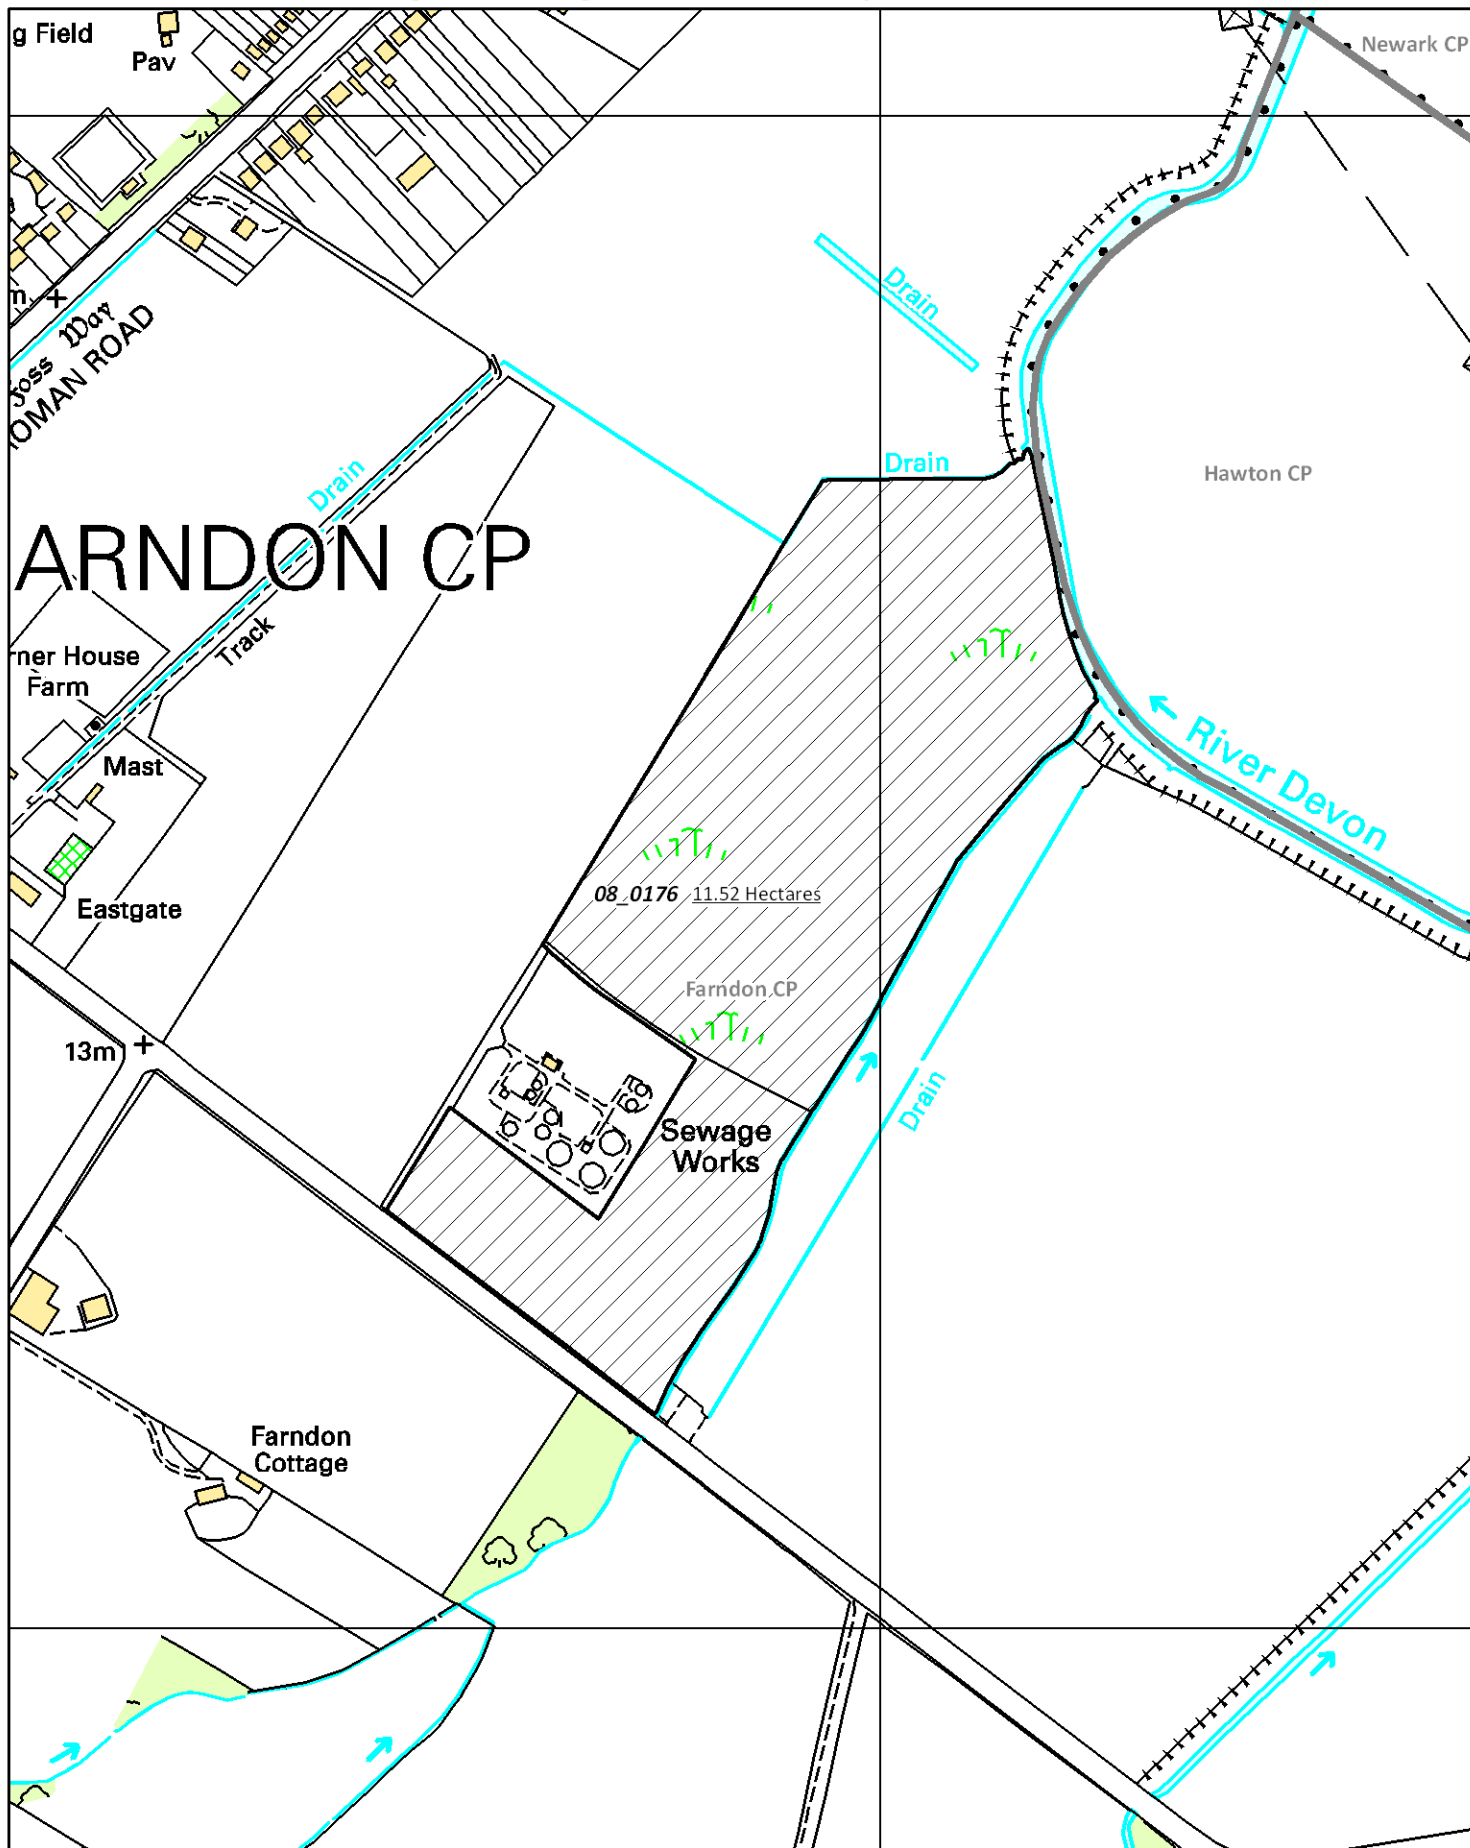 g Field
Pav
Newark CP
m
foss Way
ROMAN ROAD
Drain
Drain
Drain
Hawton CP
ARNDON CP
Track
rner House
Farm
Mast
River Devon
Eastgate
08_0176 11.52 Hectares
Farndon CP
13m
Drain
Sewage
Works
Farndon
Cottage